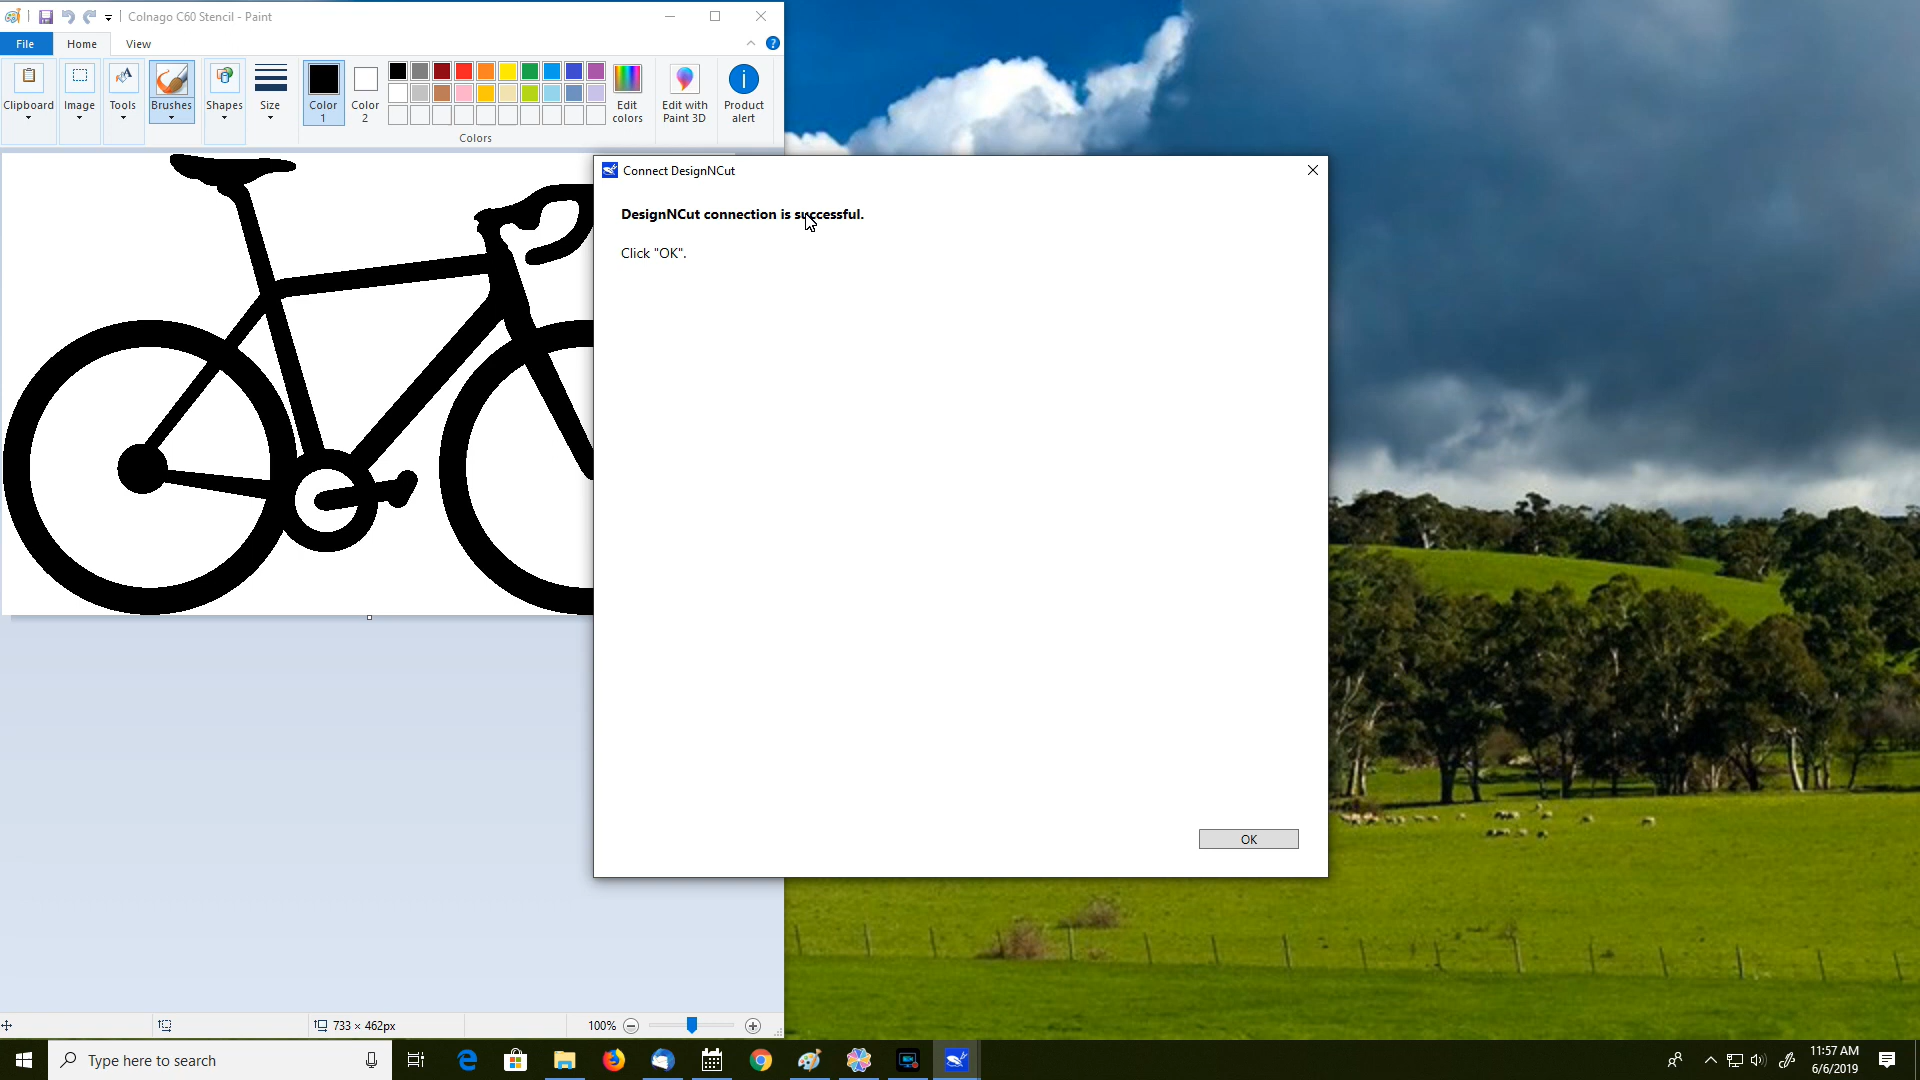 Colnago C60 Stencil - Paint
File Home View
Clipboard Image Tools Brushes Shapes Size Color 1 Color 2 Edit colors Edit with Paint 3D Product alert
Colors
Connect DesignNCut
DesignNCut connection is successful.
Click "OK".
OK
733 × 462px 100%
Type here to search
11:57 AM
6/6/2019